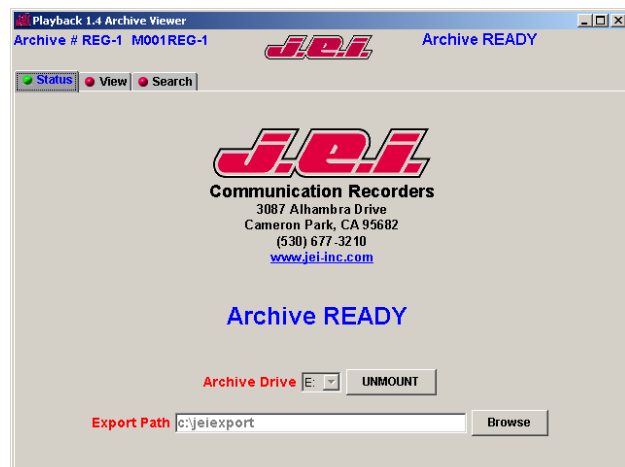 Playback 1.4 Archive Viewer
Archive # REG-1 M001REG-1
j.e.i.
Archive READY
Status View Search
j.e.i.
Communication Recorders
3087 Alhambra Drive
Cameron Park, CA 95682
(530) 677-3210
www.jei-inc.com
Archive READY
Archive Drive E: UNMOUNT
Export Path c:\jeiexport Browse